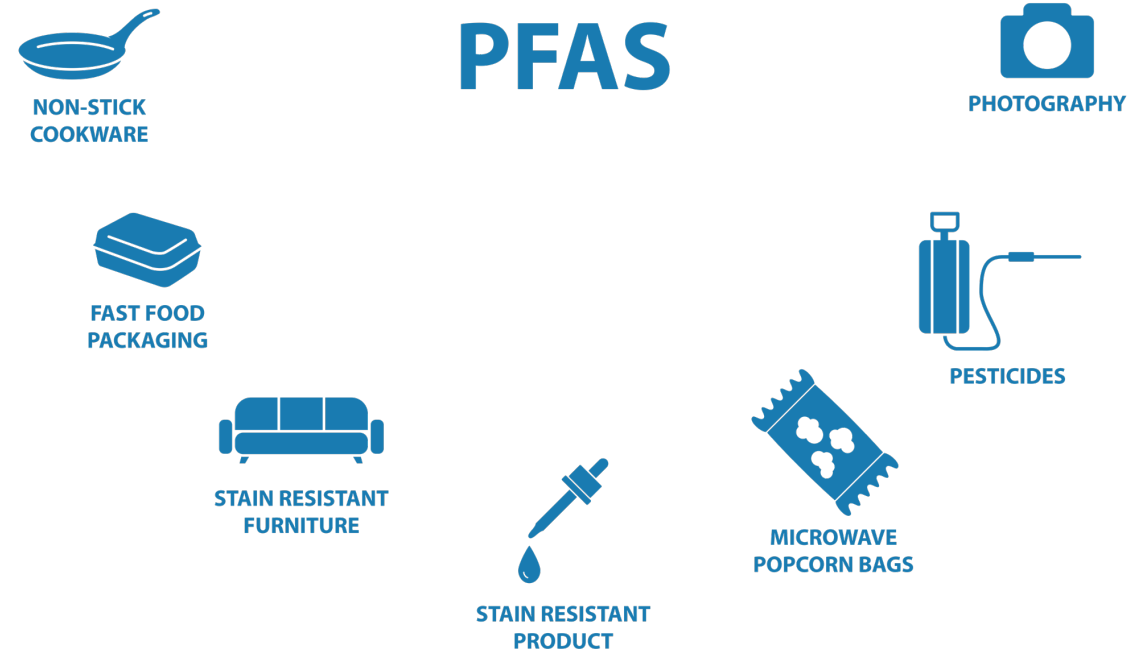 PFAS
NON-STICK
COOKWARE
PHOTOGRAPHY
FAST FOOD
PACKAGING
PESTICIDES
STAIN RESISTANT
FURNITURE
MICROWAVE
POPCORN BAGS
STAIN RESISTANT
PRODUCT